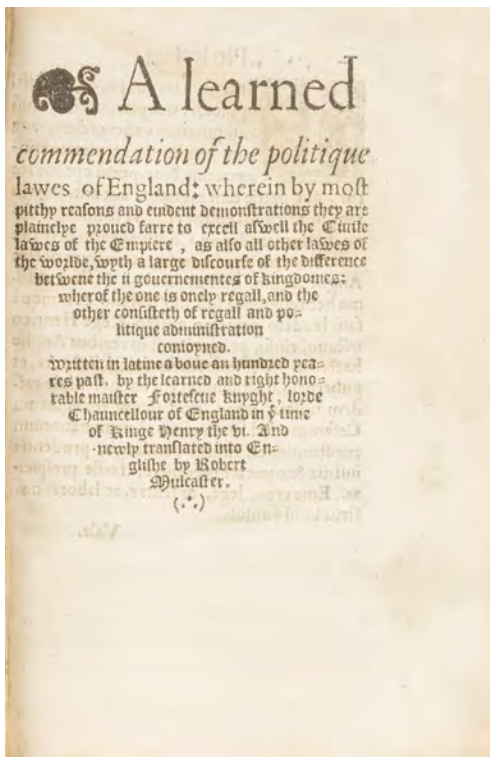 A learned
commendation of the politique
lawes of England: wherein by moſt
pitthy reaſons and euident demonſtrations they are
plainelye proued farre to excell aſwell the Ciuile
lawes of the Empiere, as alſo all other lawes of
the worlde, wyth a large diſcourſe of the difference
betwene the ii gouernementes of kingdomes:
wherof the one is onely regall, and the
other conſiſteth of regall and po=
litique adminiſtration
conioyned.
written in latine aboue an hundred yea=
res paſt. by the learned and right hono=
rable maiſter Forteſcue knyght, lorde
Chauncellour of England in yͤ time
of Kinge Henry the vi. And
newly tranſlated into En=
gliſhe by Robert
Mulcaſter.
(∴)